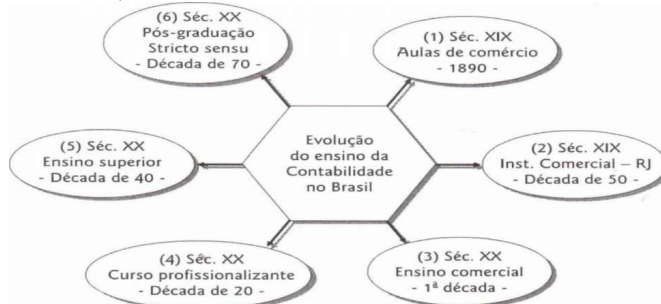 Evolução
do ensino da
Contabilidade
no Brasil
(1) Séc. XIX
Aulas de comércio
- 1890 -
(2) Séc. XIX
Inst. Comercial – RJ
- Década de 50 -
(3) Séc. XX
Ensino comercial
- 1ª década -
(4) Séc. XX
Curso profissionalizante
- Década de 20 -
(5) Séc. XX
Ensino superior
- Década de 40 -
(6) Séc. XX
Pós-graduação
Stricto sensu
- Década de 70 -